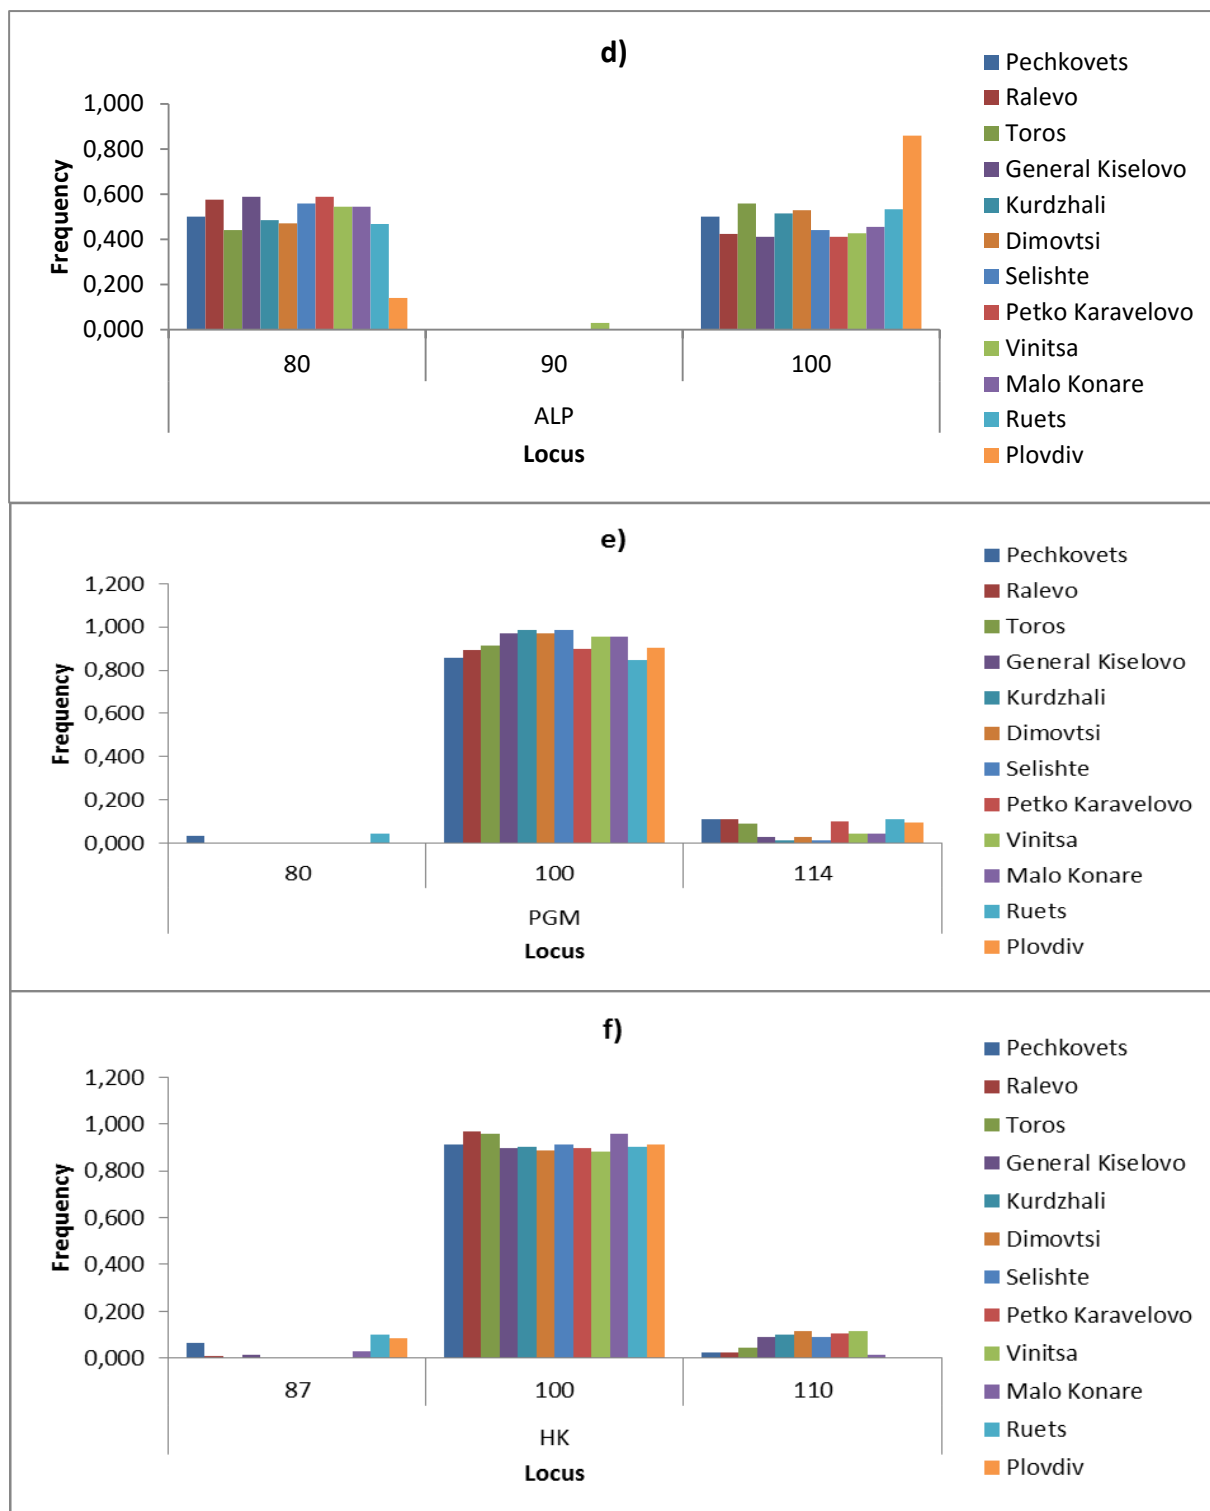 d)
Frequency
1,000
0,800
0,600
0,400
0,200
0,000
80 90 100
ALP
Locus
Pechkovets
Ralevo
Toros
General Kiselovo
Kurdzhali
Dimovtsi
Selishte
Petko Karavelovo
Vinitsa
Malo Konare
Ruets
Plovdiv
e)
Frequency
1,200
1,000
0,800
0,600
0,400
0,200
0,000
80 100 114
PGM
Locus
Pechkovets
Ralevo
Toros
General Kiselovo
Kurdzhali
Dimovtsi
Selishte
Petko Karavelovo
Vinitsa
Malo Konare
Ruets
Plovdiv
f)
Frequency
1,200
1,000
0,800
0,600
0,400
0,200
0,000
87 100 110
HK
Locus
Pechkovets
Ralevo
Toros
General Kiselovo
Kurdzhali
Dimovtsi
Selishte
Petko Karavelovo
Vinitsa
Malo Konare
Ruets
Plovdiv